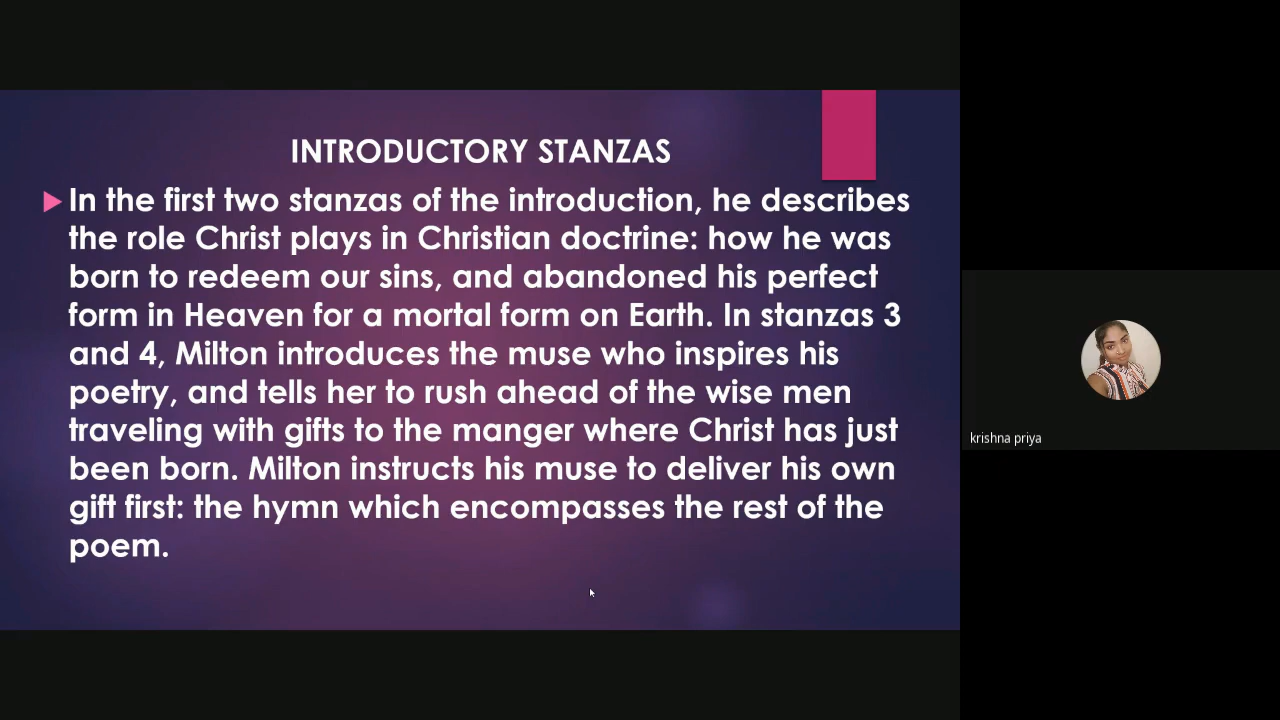 INTRODUCTORY STANZAS
In the first two stanzas of the introduction, he describes
the role Christ plays in Christian doctrine: how he was
born to redeem our sins, and abandoned his perfect
form in Heaven for a mortal form on Earth. In stanzas 3
and 4, Milton introduces the muse who inspires his
poetry, and tells her to rush ahead of the wise men
traveling with gifts to the manger where Christ has just
been born. Milton instructs his muse to deliver his own
gift first: the hymn which encompasses the rest of the
poem.
krishna priya